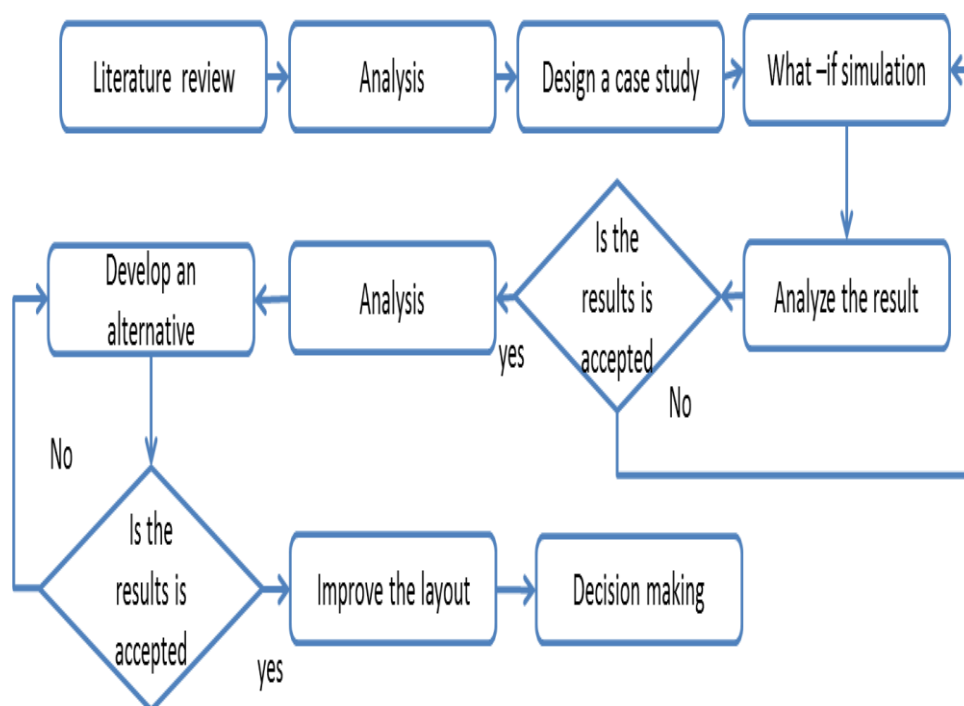 Literature review
Analysis
Design a case study
What –if simulation
Develop an
alternative
Analysis
Is the
results is
accepted
Analyze the result
yes
No
No
Is the
results is
accepted
Improve the layout
Decision making
yes